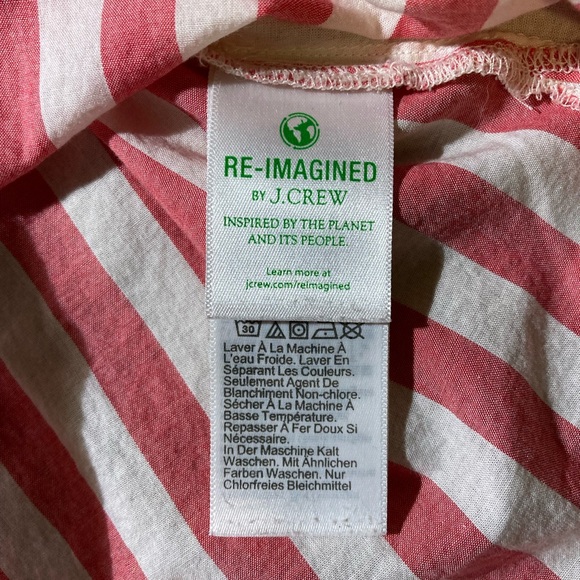 RE-IMAGINED
BY J.CREW
INSPIRED BY THE PLANET
AND ITS PEOPLE.
Learn more at
jcrew.com/reimagined
30
Laver À La Machine À
L'eau Froide. Laver En
Séparant Les Couleurs.
Seulement Agent De
Blanchiment Non-chlore.
Sécher À La Machine À
Basse Température.
Repasser À Fer Doux Si
Nécessaire.
In Der Maschine Kalt
Waschen. Mit Ähnlichen
Farben Waschen. Nur
Chlorfreies Bleichmittel